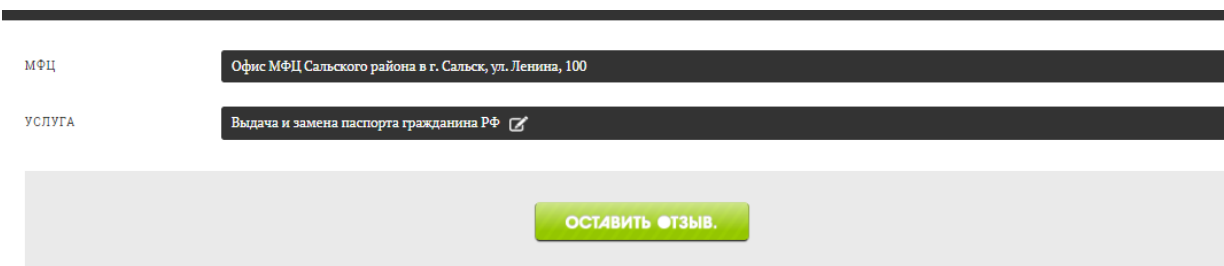 МФЦ
Офис МФЦ Сальского района в г. Сальск, ул. Ленина, 100
УСЛУГА
Выдача и замена паспорта гражданина РФ
ОСТАВИТЬ ОТЗЫВ.